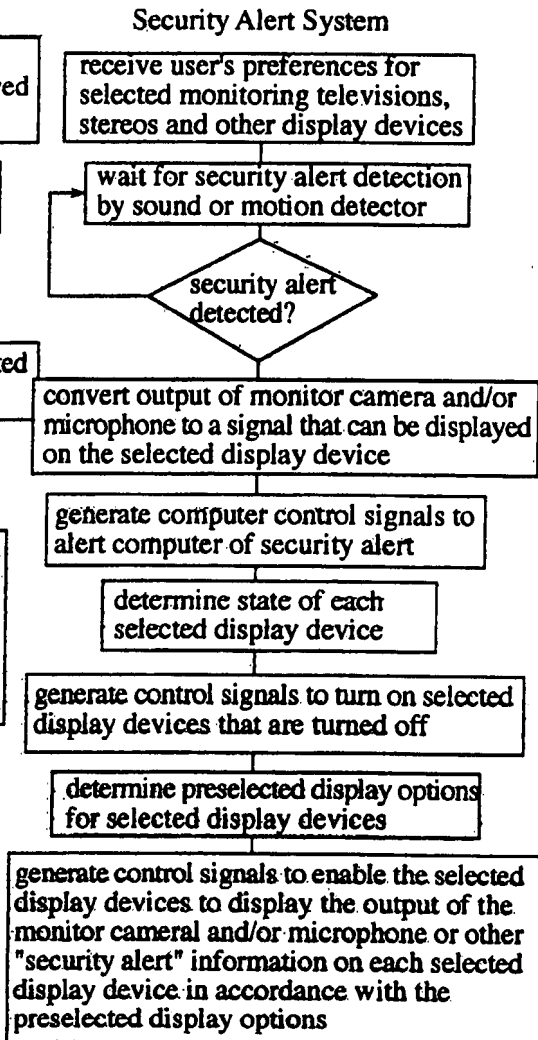 Security Alert System
receive user's preferences for
selected monitoring televisions,
stereos and other display devices
wait for security alert detection
by sound or motion detector
security alert
detected?
convert output of monitor camera and/or
microphone to a signal that can be displayed
on the selected display device
generate computer control signals to
alert computer of security alert
determine state of each
selected display device
generate control signals to turn on selected
display devices that are turned off
determine preselected display options
for selected display devices
generate control signals to enable the selected
display devices to display the output of the
monitor cameral and/or microphone or other
"security alert" information on each selected
display device in accordance with the
preselected display options